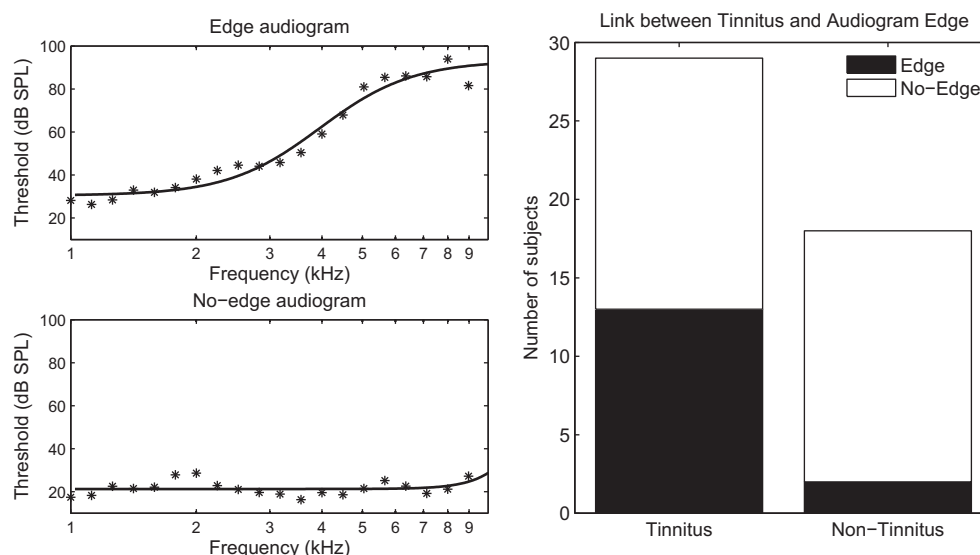 Edge audiogram
100
80
60
40
20
Threshold (dB SPL)
1 2 3 4 5 6 7 8 9
Frequency (kHz)
No−edge audiogram
100
80
60
40
20
Threshold (dB SPL)
1 2 3 4 5 6 7 8 9
Frequency (kHz)
Link between Tinnitus and Audiogram Edge
30
25
20
15
10
5
0
Number of subjects
Edge
No−Edge
Tinnitus Non−Tinnitus